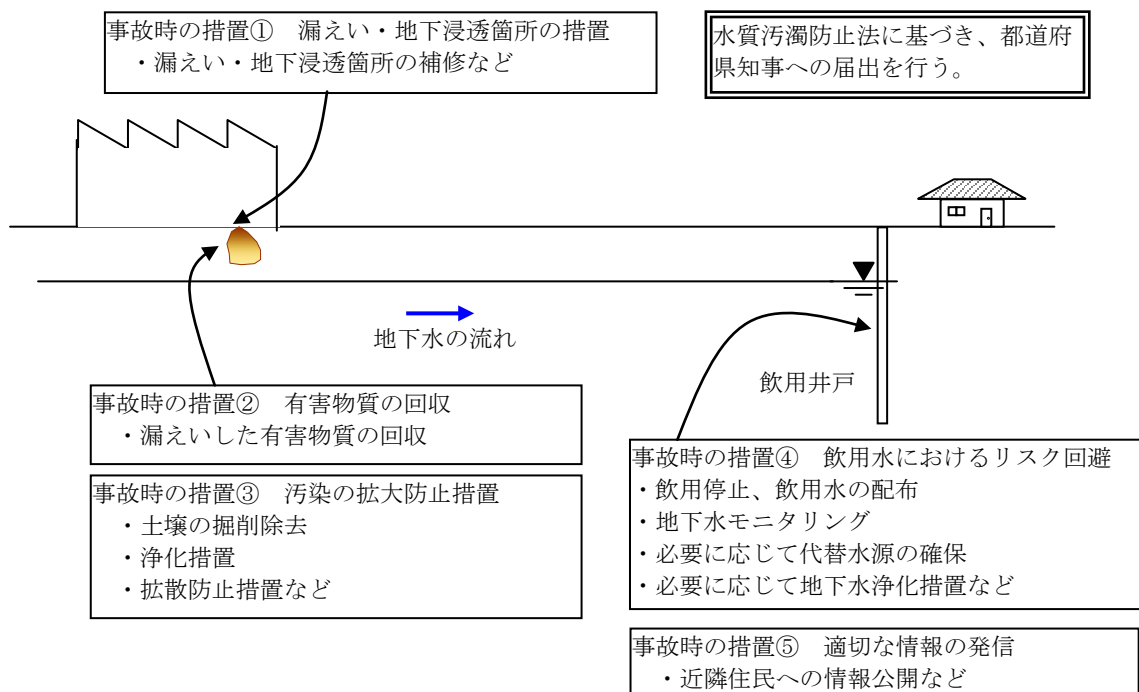 事故時の措置①　漏えい・地下浸透箇所の措置
・漏えい・地下浸透箇所の補修など
水質汚濁防止法に基づき、都道府
県知事への届出を行う。
地下水の流れ
飲用井戸
事故時の措置②　有害物質の回収
・漏えいした有害物質の回収
事故時の措置③　汚染の拡大防止措置
・土壌の掘削除去
・浄化措置
・拡散防止措置など
事故時の措置④　飲用水におけるリスク回避
・飲用停止、飲用水の配布
・地下水モニタリング
・必要に応じて代替水源の確保
・必要に応じて地下水浄化措置など
事故時の措置⑤　適切な情報の発信
・近隣住民への情報公開など